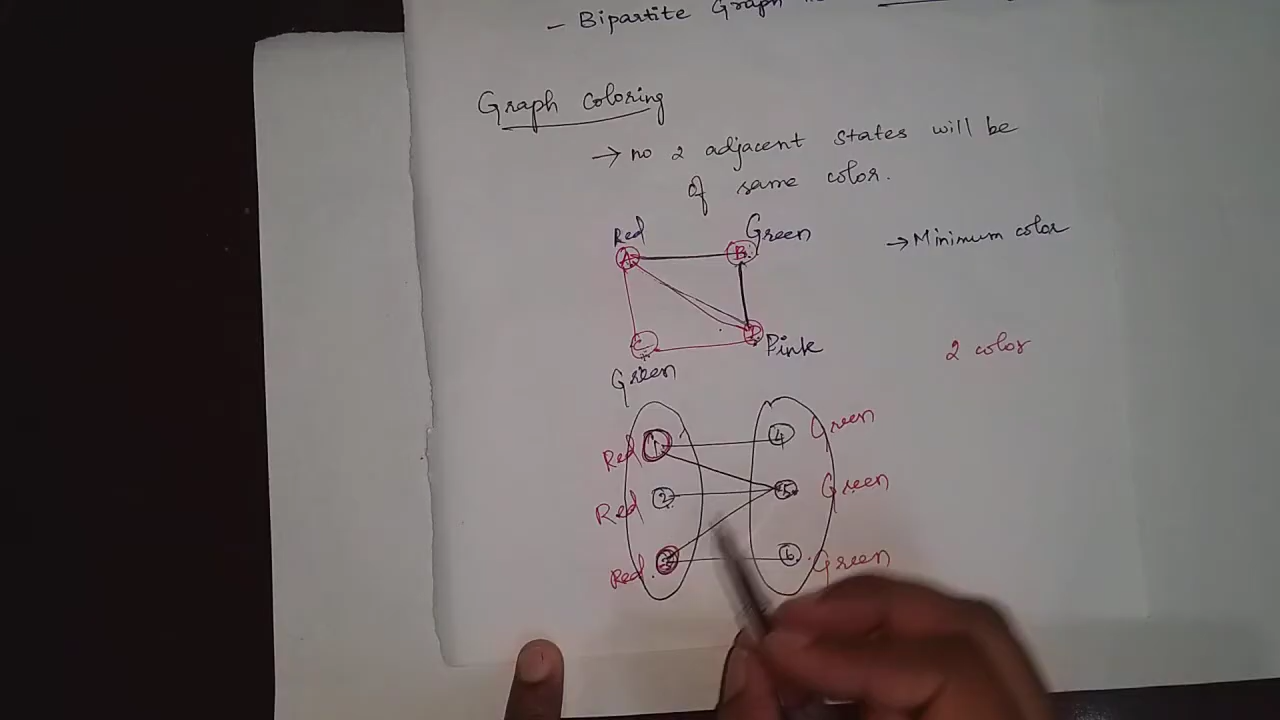 - Bipartite Graph
Graph coloring
→ no 2 adjacent states will be
of same color.
Red Green
A B
→ Minimum color
C D Pink
Green
2 color
Red 1 4 Green
Red 2 5 Green
Red 3 6 Green